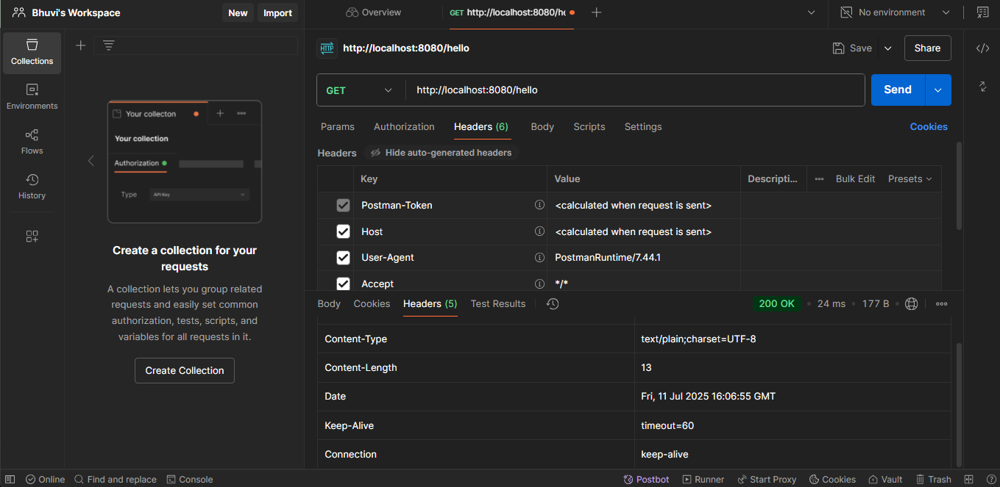 Bhuvi's Workspace
New
Import
Overview
GET http://localhost:8080/he
No environment
Collections
Environments
Flows
History
Your collecton
Your collection
Authorization
Type
API Key
Create a collection for your
requests
A collection lets you group related
requests and easily set common
authorization, tests, scripts, and
variables for all requests in it.
Create Collection
HTTP
http://localhost:8080/hello
Save
Share
GET
http://localhost:8080/hello
Send
Params
Authorization
Headers (6)
Body
Scripts
Settings
Cookies
Headers
Hide auto-generated headers
Key
Value
Descripti...
Bulk Edit
Presets
Postman-Token
<calculated when request is sent>
Host
<calculated when request is sent>
User-Agent
PostmanRuntime/7.44.1
Accept
*/*
Body
Cookies
Headers (5)
Test Results
200 OK
24 ms
177 B
Content-Type
text/plain;charset=UTF-8
Content-Length
13
Date
Fri, 11 Jul 2025 16:06:55 GMT
Keep-Alive
timeout=60
Connection
keep-alive
Online
Find and replace
Console
Postbot
Runner
Start Proxy
Cookies
Vault
Trash